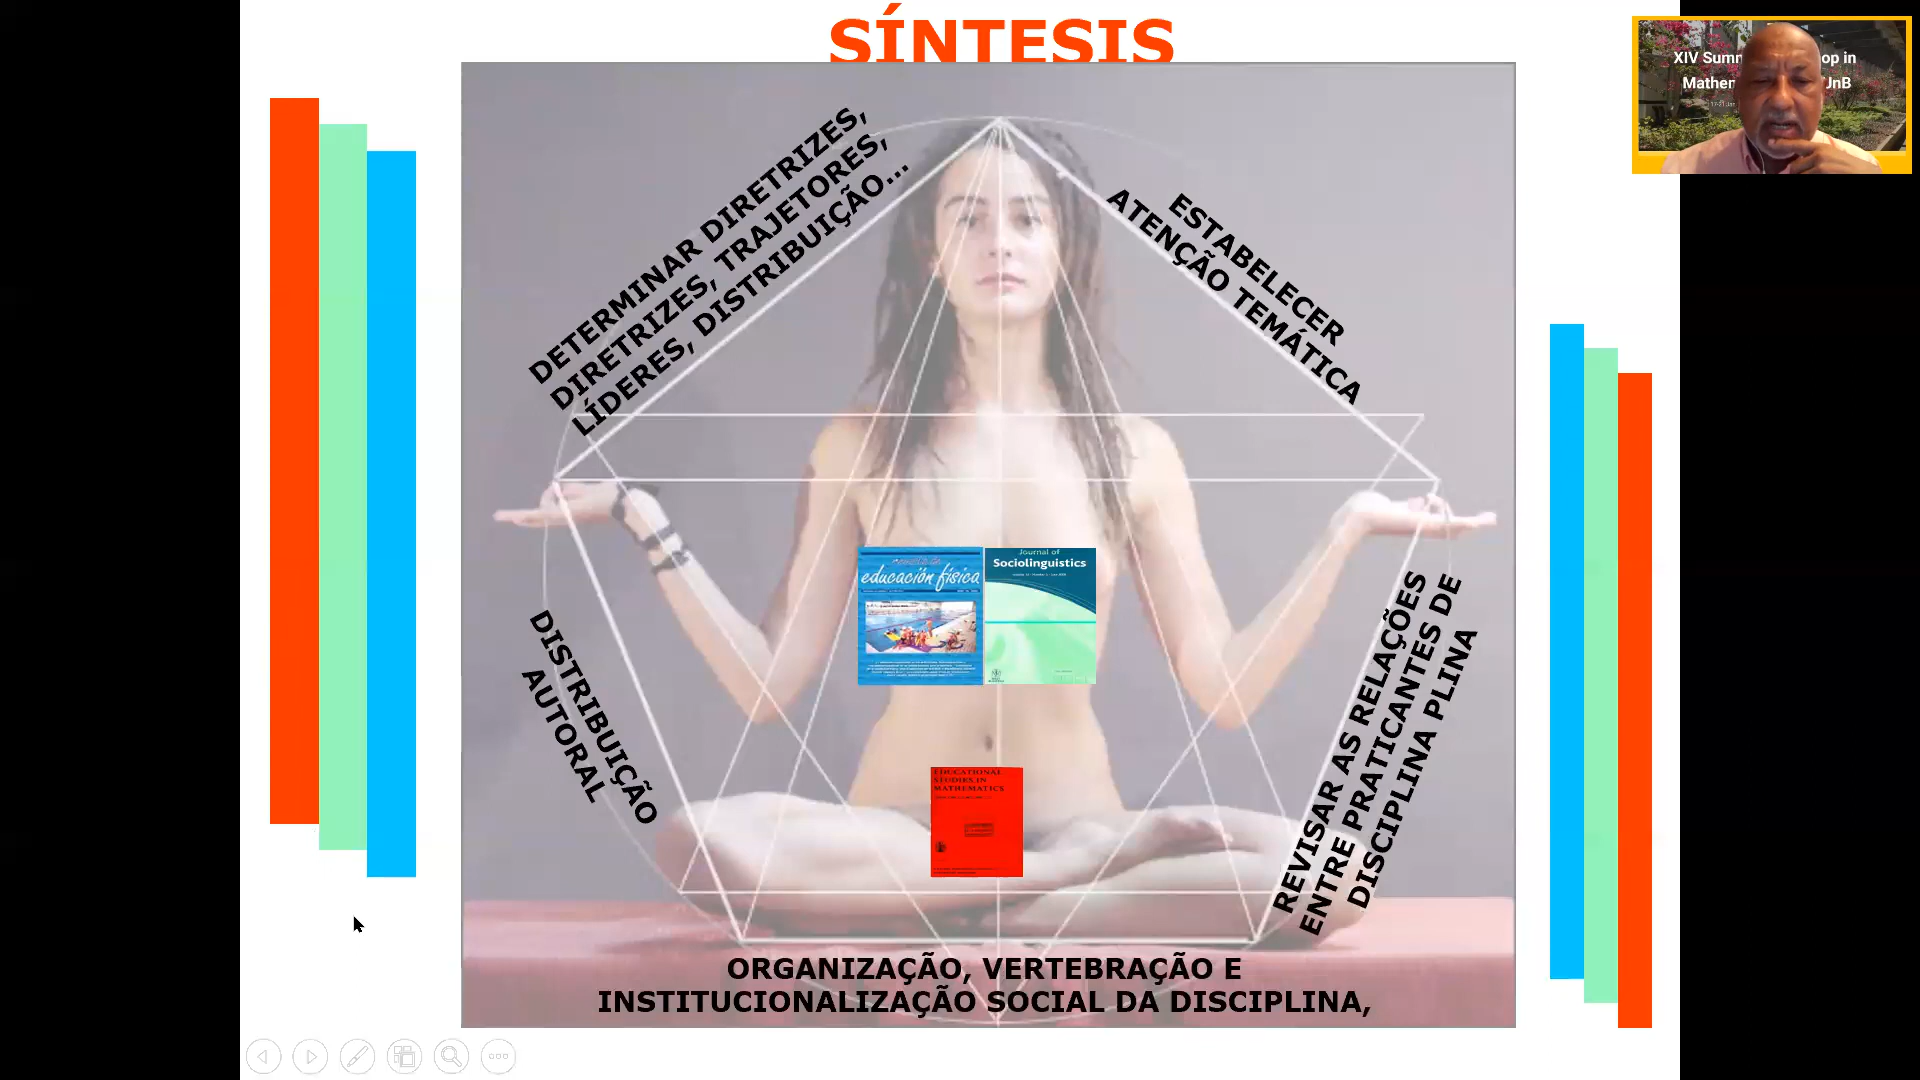 SÍNTESIS
XIV Sum
op in
Mathem
UnB
DETERMINAR DIRETRIZES,
DIRETRIZES, TRAJETORES,
LÍDERES, DISTRIBUIÇÃO...
ESTABELECER
ATENÇÃO TEMÁTICA
educación física
Journal of
Sociolinguistics
DISTRIBUIÇÃO
AUTORAL
REVISAR AS RELAÇÕES
ENTRE PRATICANTES DE
DISCIPLINA PLINA
EDUCATIONAL
STUDIES IN
MATHEMATICS
ORGANIZAÇÃO, VERTEBRAÇÃO E
INSTITUCIONALIZAÇÃO SOCIAL DA DISCIPLINA,